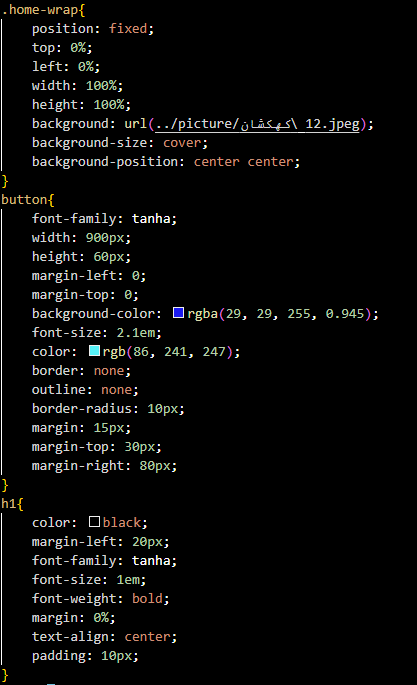 .home-wrap{
    position: fixed;
    top: 0%;
    left: 0%;
    width: 100%;
    height: 100%;
    background: url(../picture/کهکشان\ 12.jpeg);
    background-size: cover;
    background-position: center center;
}
button{
    font-family: tanha;
    width: 900px;
    height: 60px;
    margin-left: 0;
    margin-top: 0;
    background-color: rgba(29, 29, 255, 0.945);
    font-size: 2.1em;
    color: rgb(86, 241, 247);
    border: none;
    outline: none;
    border-radius: 10px;
    margin: 15px;
    margin-top: 30px;
    margin-right: 80px;
}
h1{
    color: black;
    margin-left: 20px;
    font-family: tanha;
    font-size: 1em;
    font-weight: bold;
    margin: 0%;
    text-align: center;
    padding: 10px;
}